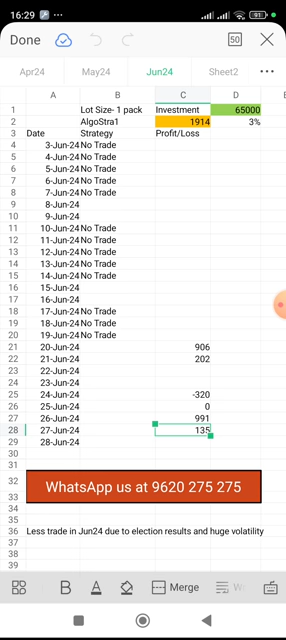 16:29
91
Done
50
Apr24 May24 Jun24 Sheet2
A B C D E
1 Lot Size- 1 pack Investment 65000
2 AlgoStra1 1914 3%
3 Date Strategy Profit/Loss
4 3-Jun-24 No Trade
5 4-Jun-24 No Trade
6 5-Jun-24 No Trade
7 6-Jun-24 No Trade
8 7-Jun-24 No Trade
9 8-Jun-24
10 9-Jun-24
11 10-Jun-24 No Trade
12 11-Jun-24 No Trade
13 12-Jun-24 No Trade
14 13-Jun-24 No Trade
15 14-Jun-24 No Trade
16 15-Jun-24
17 16-Jun-24
18 17-Jun-24 No Trade
19 18-Jun-24 No Trade
20 19-Jun-24 No Trade
21 20-Jun-24 906
22 21-Jun-24 202
23 22-Jun-24
24 23-Jun-24
25 24-Jun-24 -320
26 25-Jun-24 0
27 26-Jun-24 991
28 27-Jun-24 135
29 28-Jun-24
30
31
32 WhatsApp us at 9620 275 275
33
34
35
36 Less trade in Jun24 due to election results and huge volatility
37
38
39
B A Merge